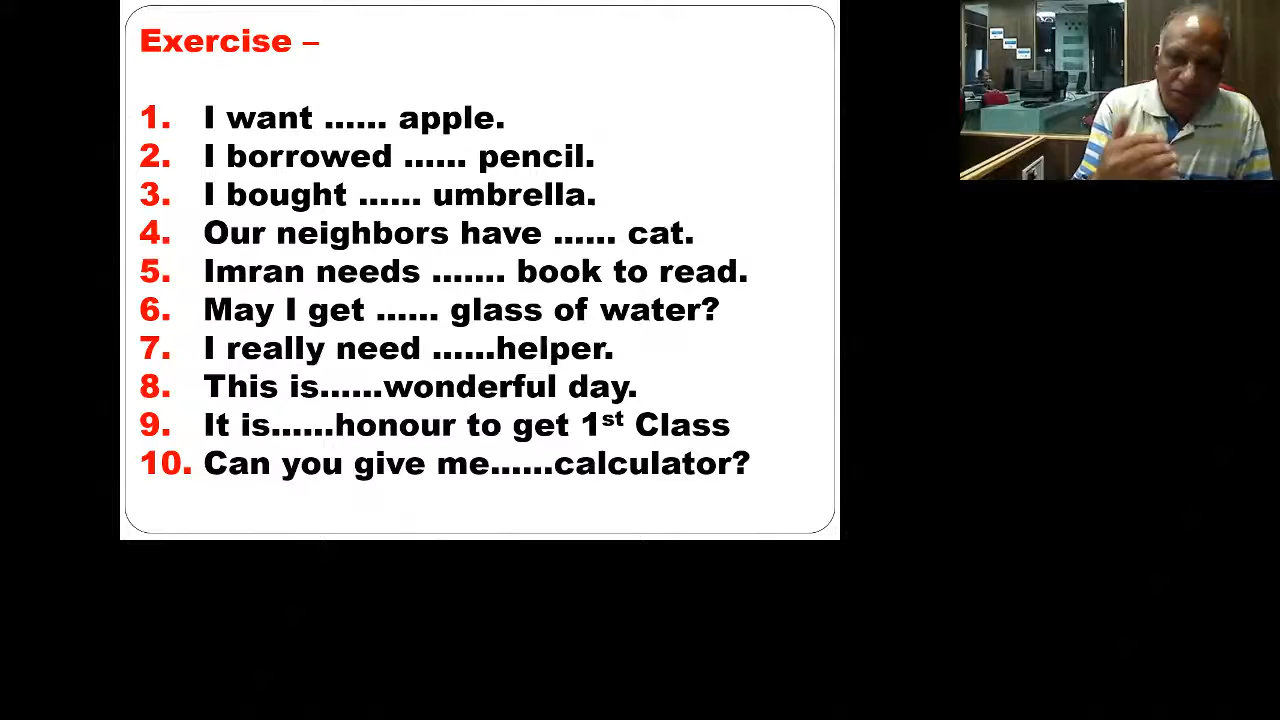 Exercise –
1. I want ...... apple.
2. I borrowed ...... pencil.
3. I bought ...... umbrella.
4. Our neighbors have ...... cat.
5. Imran needs ....... book to read.
6. May I get ...... glass of water?
7. I really need ......helper.
8. This is......wonderful day.
9. It is......honour to get 1st Class
10. Can you give me......calculator?